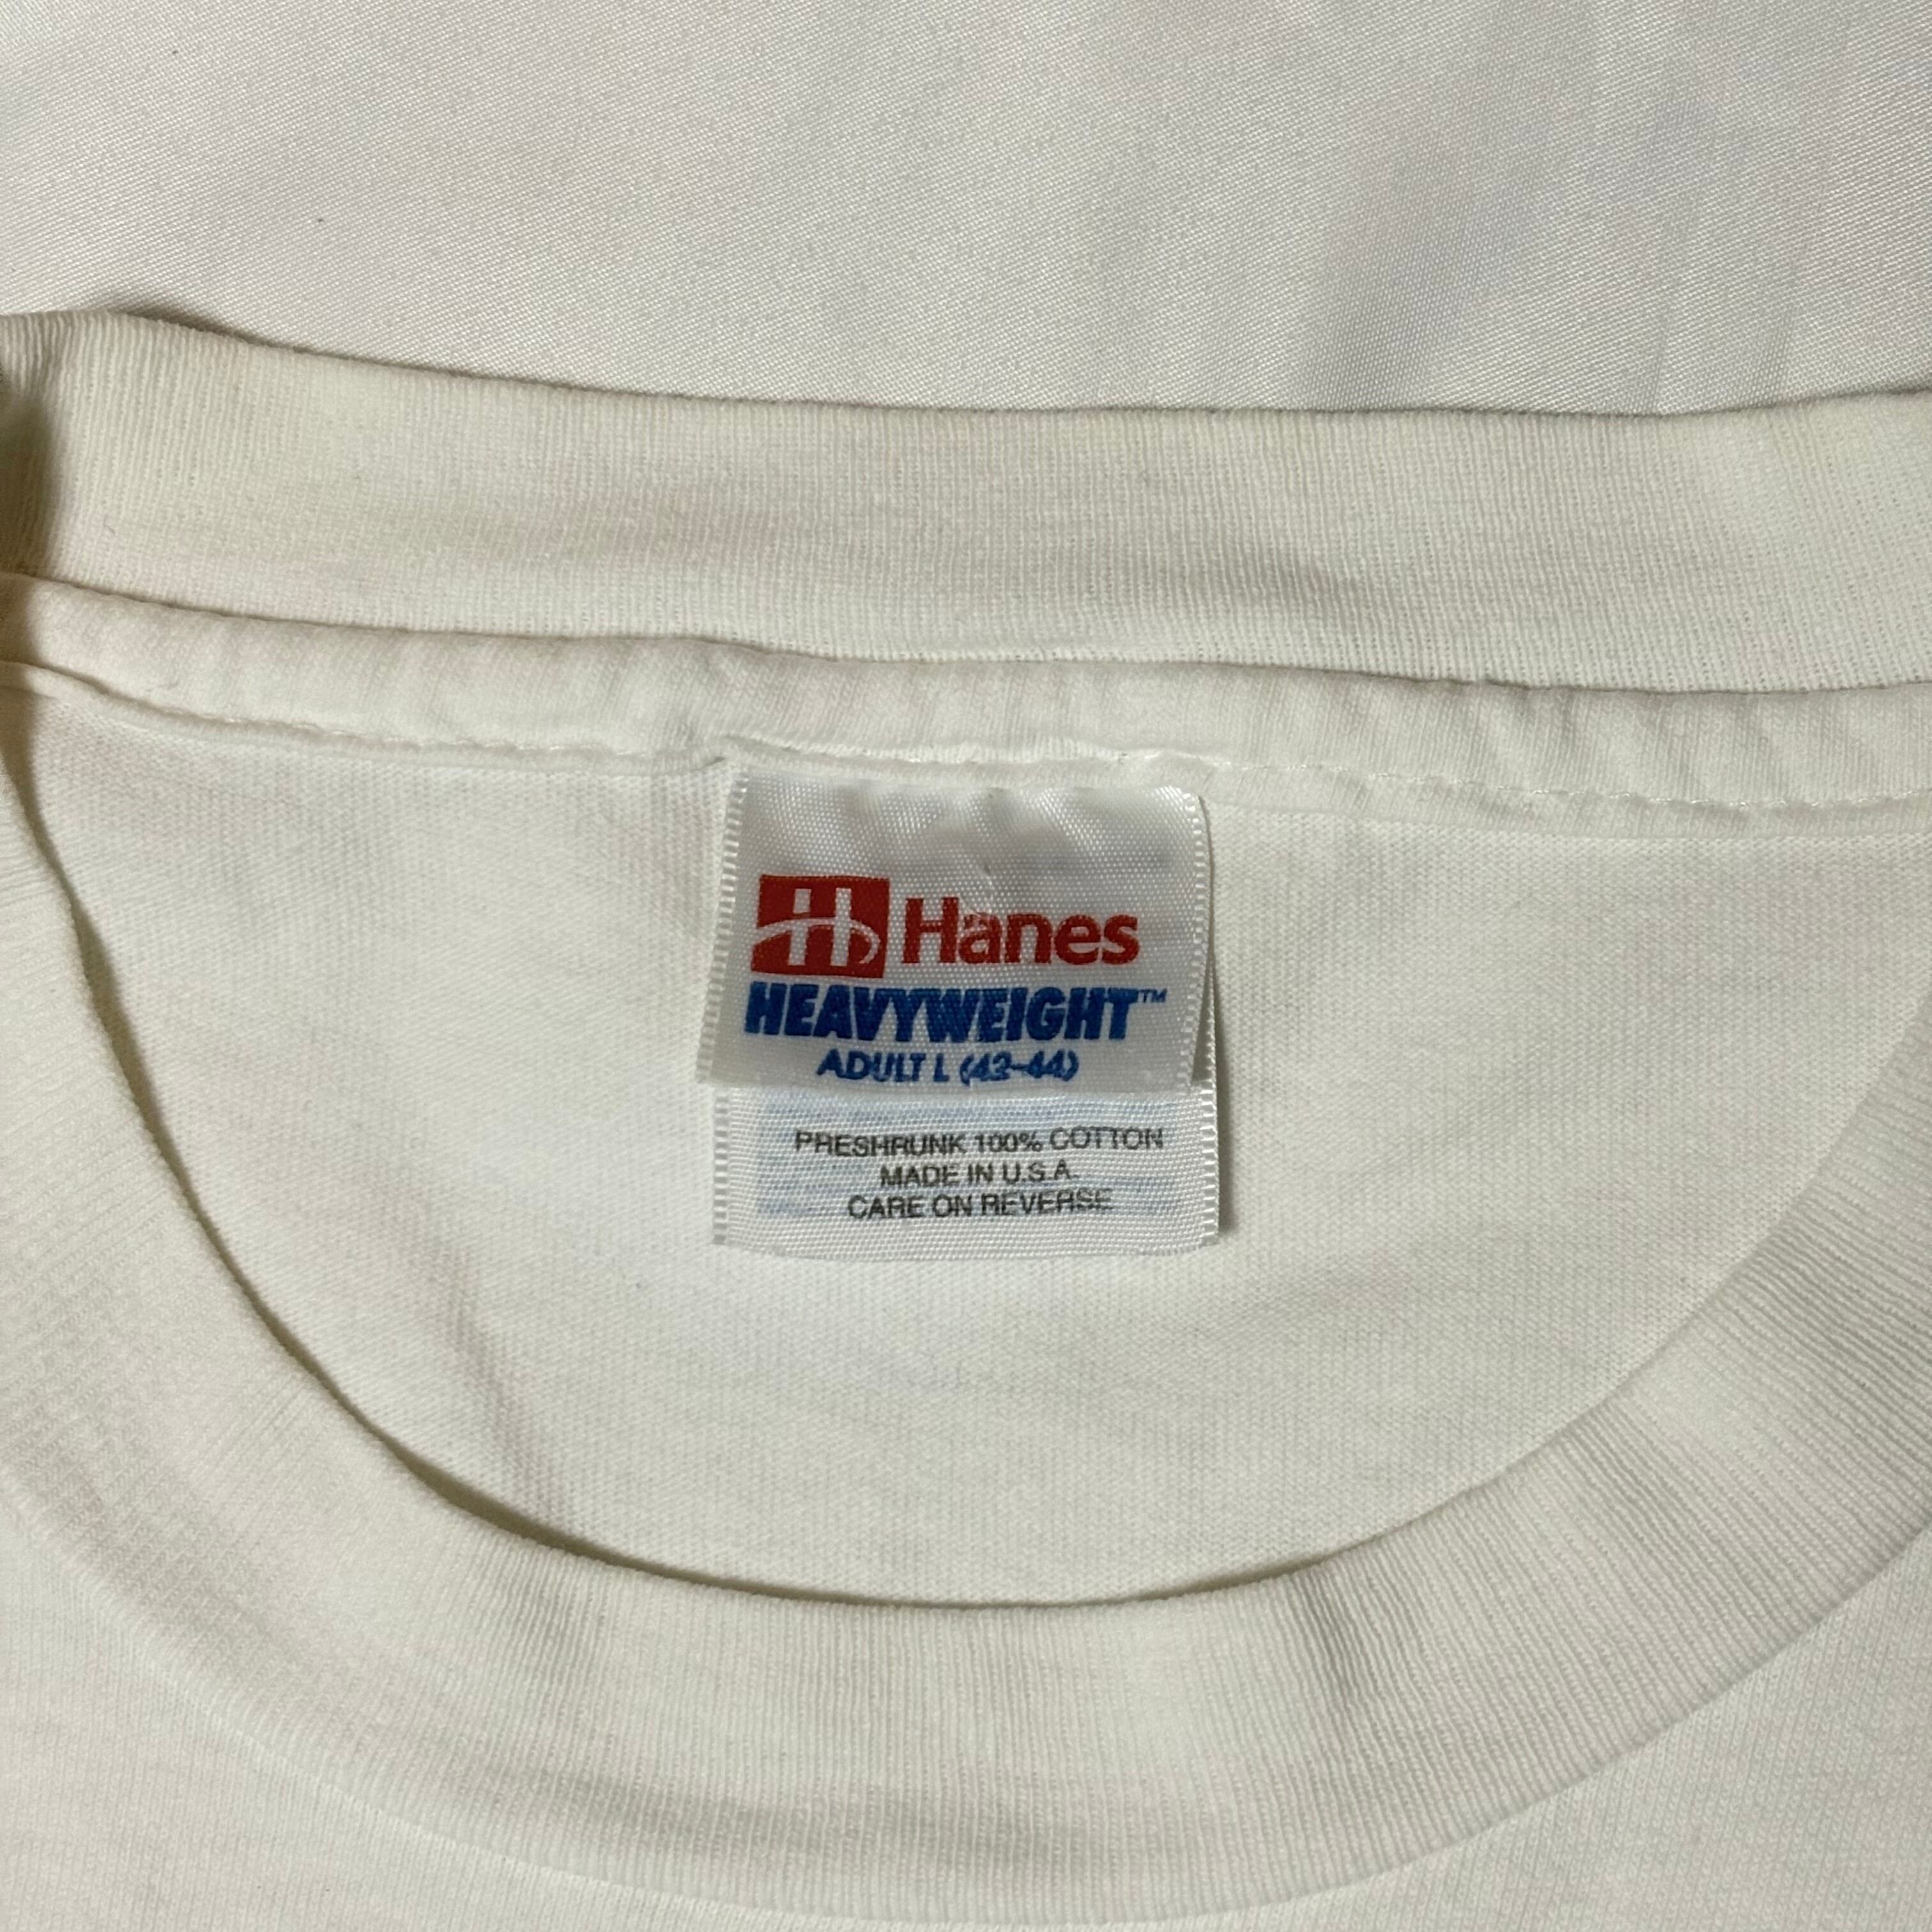 H Hanes
HEAVYWEIGHT™
ADULT L (42-44)
PRESHRUNK 100% COTTON
MADE IN U.S.A.
CARE ON REVERSE